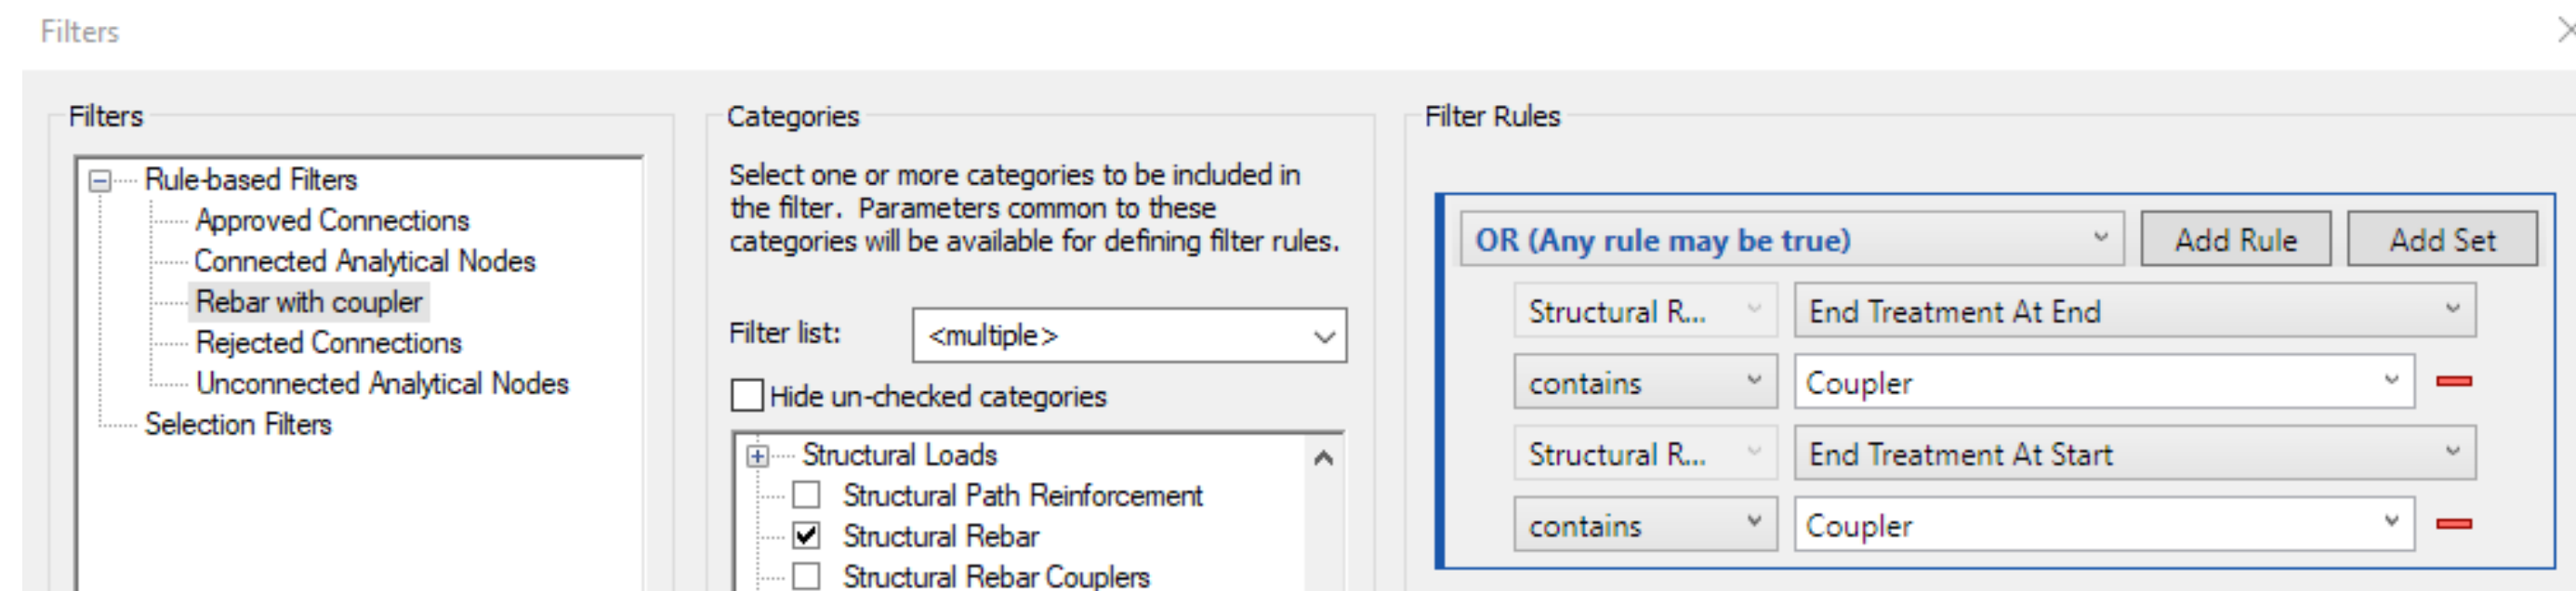 Filters
Filters
Rule-based Filters
Approved Connections
Connected Analytical Nodes
Rebar with coupler
Rejected Connections
Unconnected Analytical Nodes
Selection Filters
Categories
Select one or more categories to be included in
the filter. Parameters common to these
categories will be available for defining filter rules.
Filter list: <multiple>
Hide un-checked categories
Structural Loads
Structural Path Reinforcement
Structural Rebar
Structural Rebar Couplers
Filter Rules
OR (Any rule may be true) Add Rule Add Set
Structural R... End Treatment At End
contains Coupler
Structural R... End Treatment At Start
contains Coupler